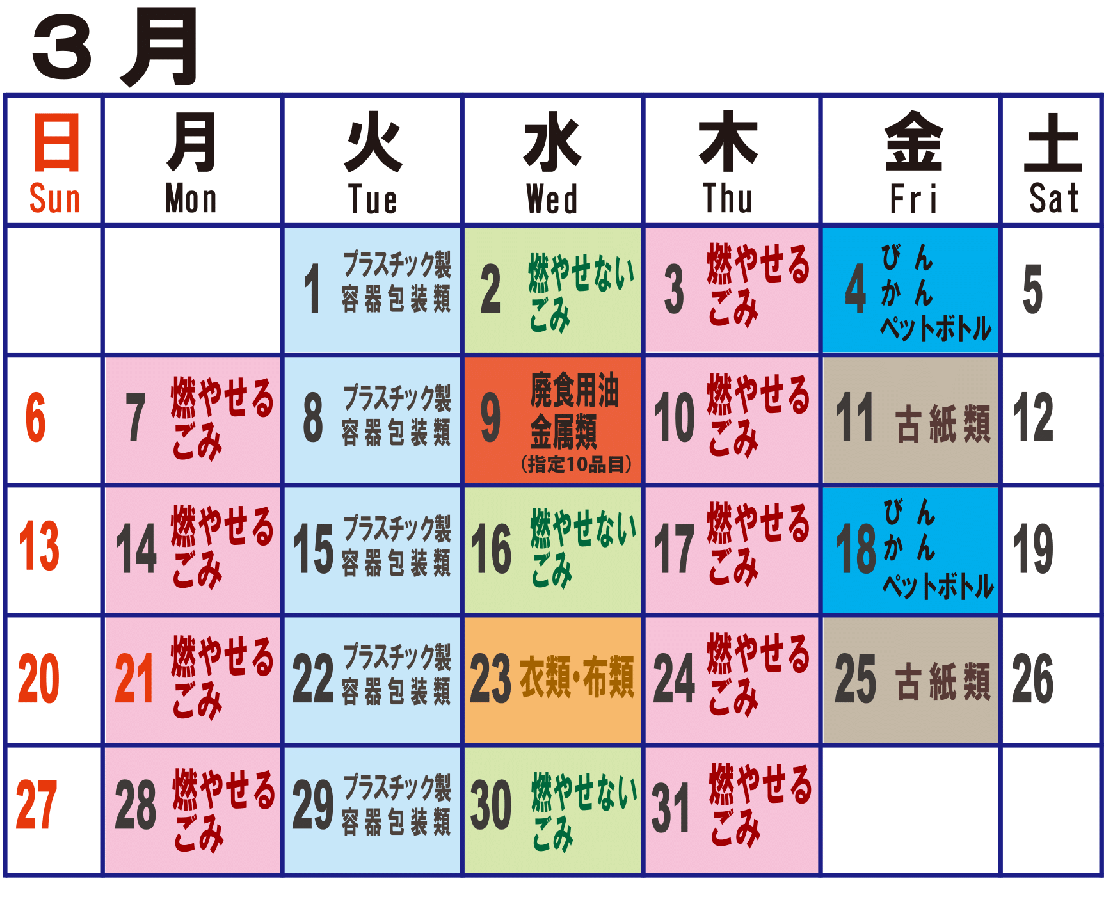 3月
日 月 火 水 木 金 土
Sun Mon Tue Wed Thu Fri Sat
1 プラスチック製
容器包装類
2 燃やせない
ごみ
3 燃やせる
ごみ
4 びん
かん
ペットボトル
5
6
7 燃やせる
ごみ
8 プラスチック製
容器包装類
9 廃食用油
金属類
(指定10品目)
10 燃やせる
ごみ
11 古紙類
12
13
14 燃やせる
ごみ
15 プラスチック製
容器包装類
16 燃やせない
ごみ
17 燃やせる
ごみ
18 びん
かん
ペットボトル
19
20
21 燃やせる
ごみ
22 プラスチック製
容器包装類
23 衣類・布類
24 燃やせる
ごみ
25 古紙類
26
27
28 燃やせる
ごみ
29 プラスチック製
容器包装類
30 燃やせない
ごみ
31 燃やせる
ごみ